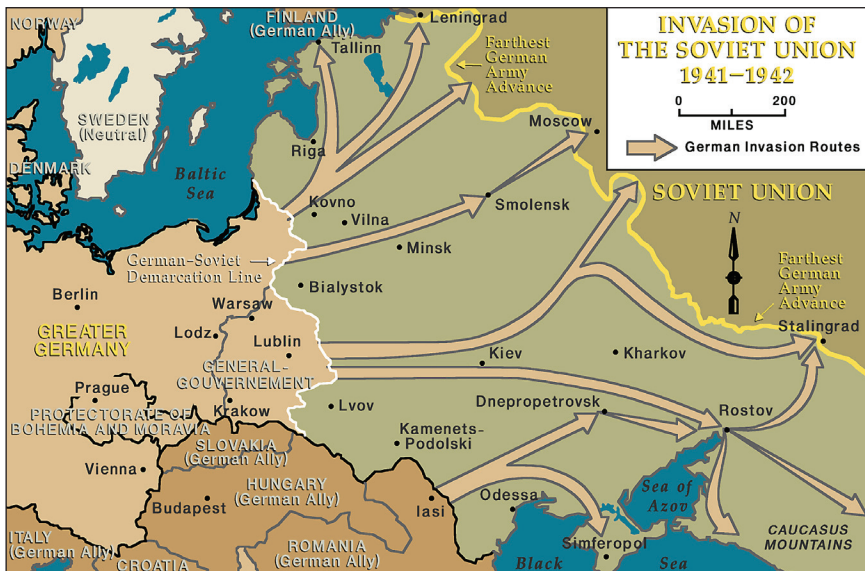 INVASION OF
THE SOVIET UNION
1941–1942
0
200
MILES
German Invasion Routes
NORWAY
FINLAND
(German Ally)
Leningrad
Tallinn
Farthest
German
Army
Advance
SWEDEN
(Neutral)
Moscow
DENMARK
Riga
Baltic
Sea
SOVIET UNION
Kovno
Vilna
Smolensk
N
Minsk
German–Soviet
Demarcation Line
Farthest
German
Army
Advance
Bialystok
Berlin
Warsaw
Stalingrad
GREATER
GERMANY
Lodz
Lublin
Kiev
Kharkov
GENERAL-
GOUVERNEMENT
Prague
Krakow
Lvov
Dnepropetrovsk
Rostov
PROTECTORATE OF
BOHEMIA AND MORAVIA
Kamenets-
Podolski
SLOVAKIA
(German Ally)
Vienna
HUNGARY
(German Ally)
Budapest
Iasi
Odessa
Sea of
Azov
CAUCASUS
MOUNTAINS
ITALY
(German Ally)
ROMANIA
(German Ally)
Simferopol
CROATIA
Black
Sea